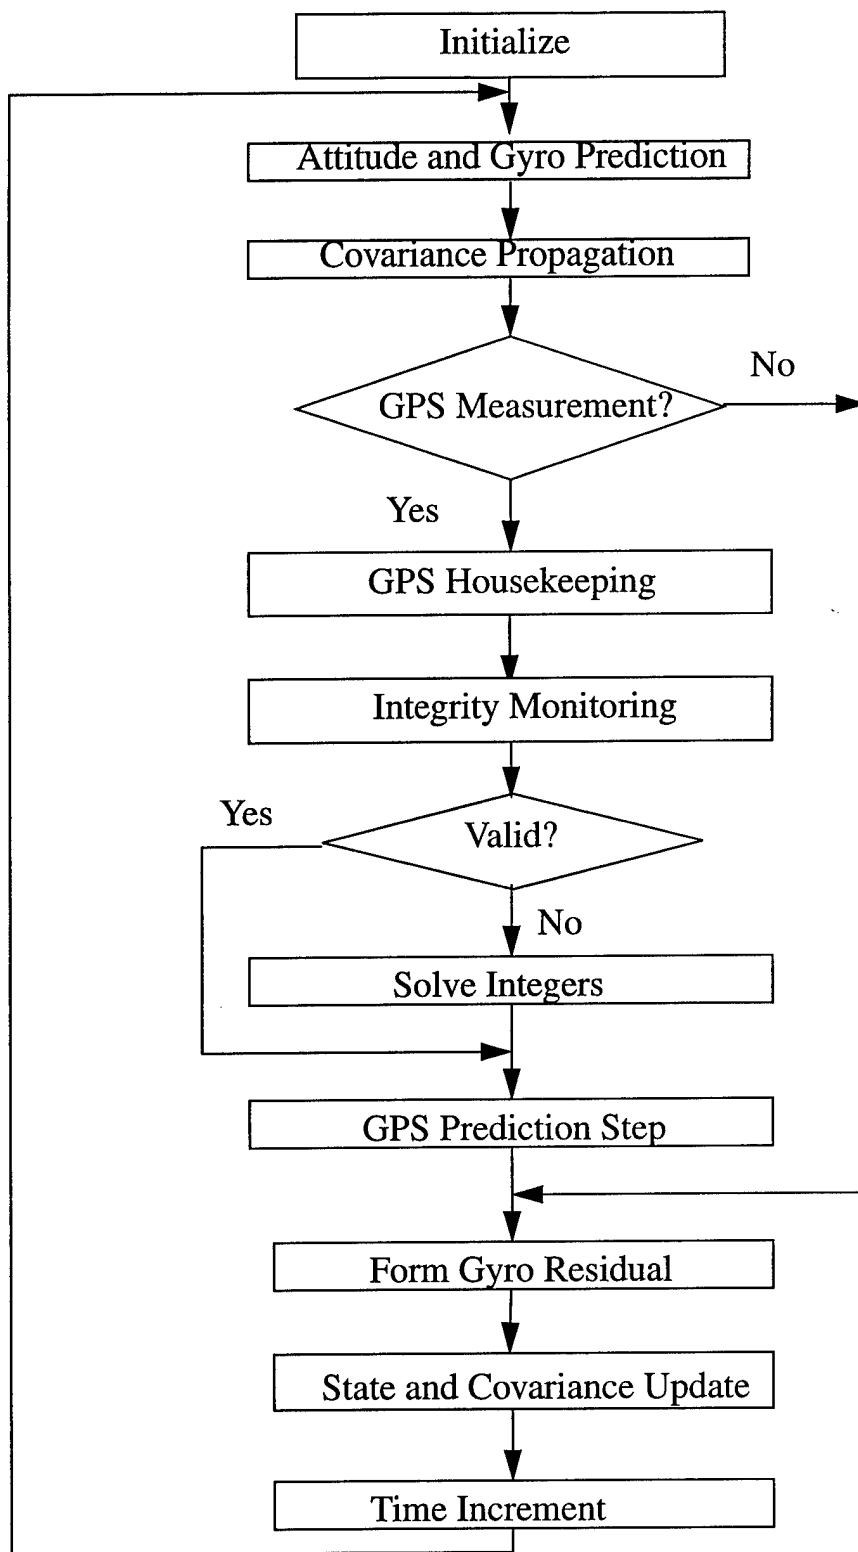 Initialize
Attitude and Gyro Prediction
Covariance Propagation
No
GPS Measurement?
Yes
GPS Housekeeping
Integrity Monitoring
Yes
Valid?
No
Solve Integers
GPS Prediction Step
Form Gyro Residual
State and Covariance Update
Time Increment